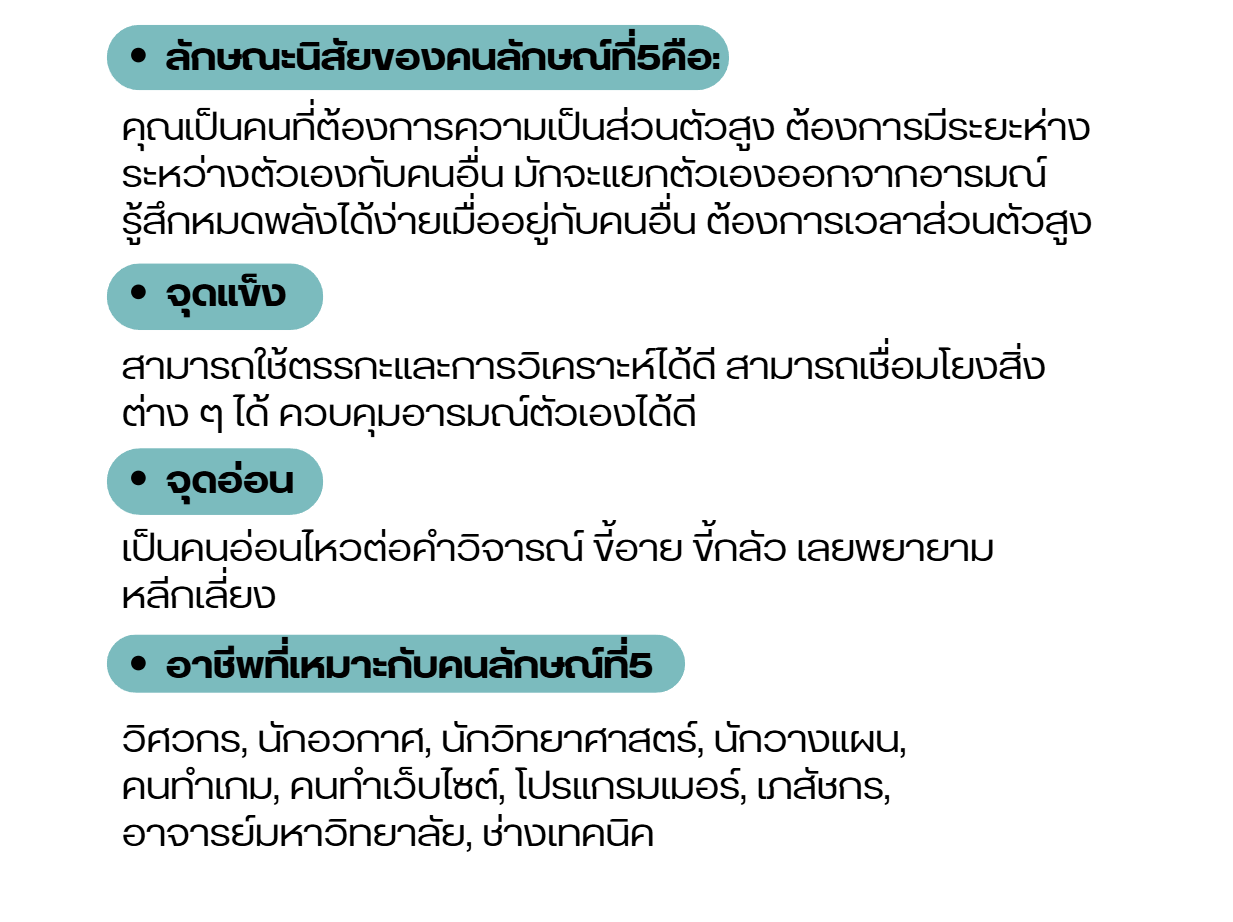 • ลักษณะนิสัยของคนลักษณ์ที่5คือ:
คุณเป็นคนที่ต้องการความเป็นส่วนตัวสูง ต้องการมีระยะห่าง
ระหว่างตัวเองกับคนอื่น มักจะแยกตัวเองออกจากอารมณ์
รู้สึกหมดพลังได้ง่ายเมื่ออยู่กับคนอื่น ต้องการเวลาส่วนตัวสูง
• จุดแข็ง
สามารถใช้ตรรกะและการวิเคราะห์ได้ดี สามารถเชื่อมโยงสิ่ง
ต่าง ๆ ได้ ควบคุมอารมณ์ตัวเองได้ดี
• จุดอ่อน
เป็นคนอ่อนไหวต่อคำวิจารณ์ ขี้อาย ขี้กลัว เลยพยายาม
หลีกเลี่ยง
• อาชีพที่เหมาะกับคนลักษณ์ที่5
วิศวกร, นักอวกาศ, นักวิทยาศาสตร์, นักวางแผน,
คนทำเกม, คนทำเว็บไซต์, โปรแกรมเมอร์, เภสัชกร,
อาจารย์มหาวิทยาลัย, ช่างเทคนิค